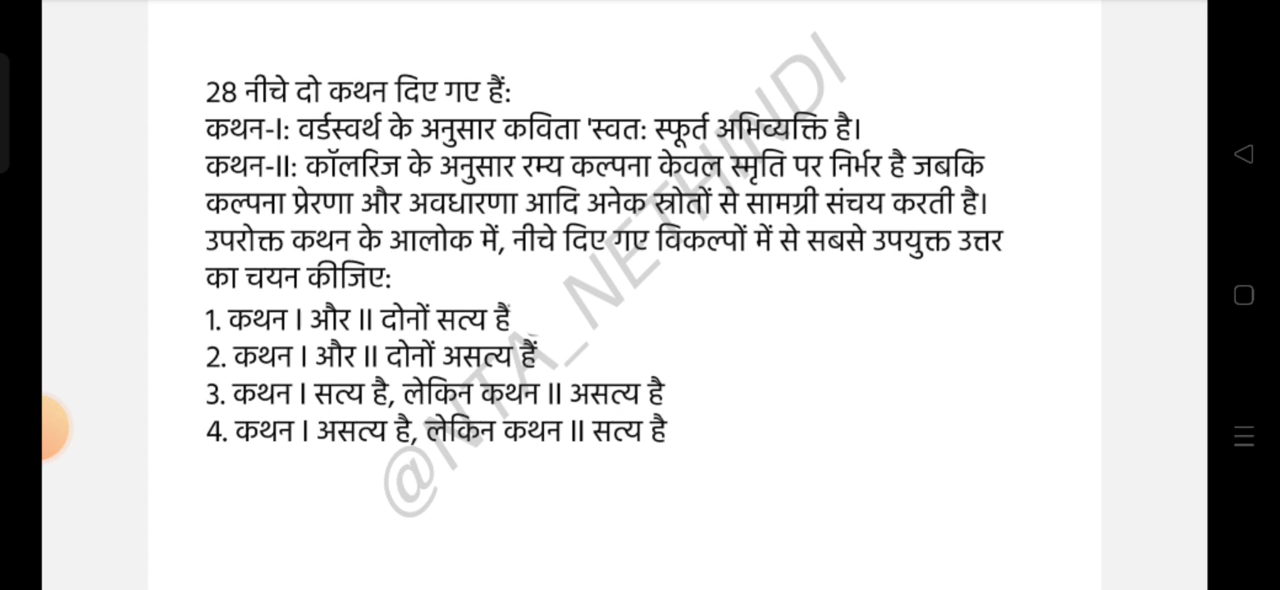 28 नीचे दो कथन दिए गए हैं:
कथन-I: वर्डस्वर्थ के अनुसार कविता 'स्वत: स्फूर्त अभिव्यक्ति है।
कथन-II: कॉलरिज के अनुसार रम्य कल्पना केवल स्मृति पर निर्भर है जबकि
कल्पना प्रेरणा और अवधारणा आदि अनेक स्रोतों से सामग्री संचय करती है।
उपरोक्त कथन के आलोक में, नीचे दिए गए विकल्पों में से सबसे उपयुक्त उत्तर
का चयन कीजिए:
1. कथन I और II दोनों सत्य हैं
2. कथन I और II दोनों असत्य हैं
3. कथन I सत्य है, लेकिन कथन II असत्य है
4. कथन I असत्य है, लेकिन कथन II सत्य है
@NTA_NETHINDI